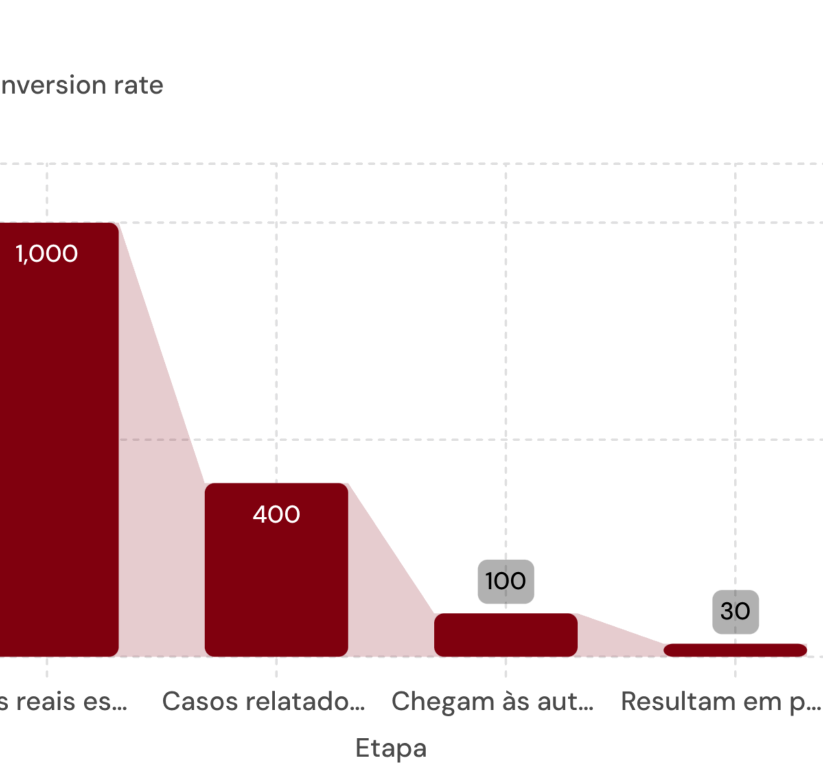 nversion rate
1,000
400
100
30
s reais es...
Casos relatado...
Chegam às aut...
Resultam em p...
Etapa